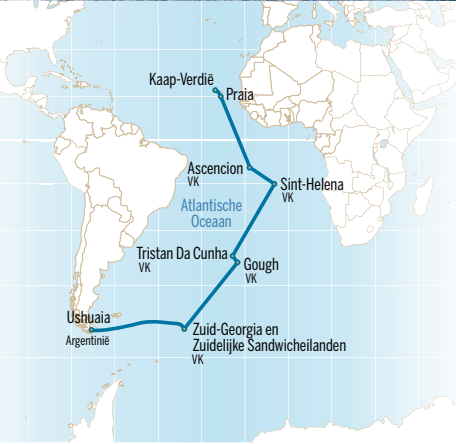 Kaap-Verdië
Praia
Ascencion
VK
Sint-Helena
VK
Atlantische
Oceaan
Tristan Da Cunha
VK
Gough
VK
Ushuaia
Argentinië
Zuid-Georgia en
Zuidelijke Sandwicheilanden
VK